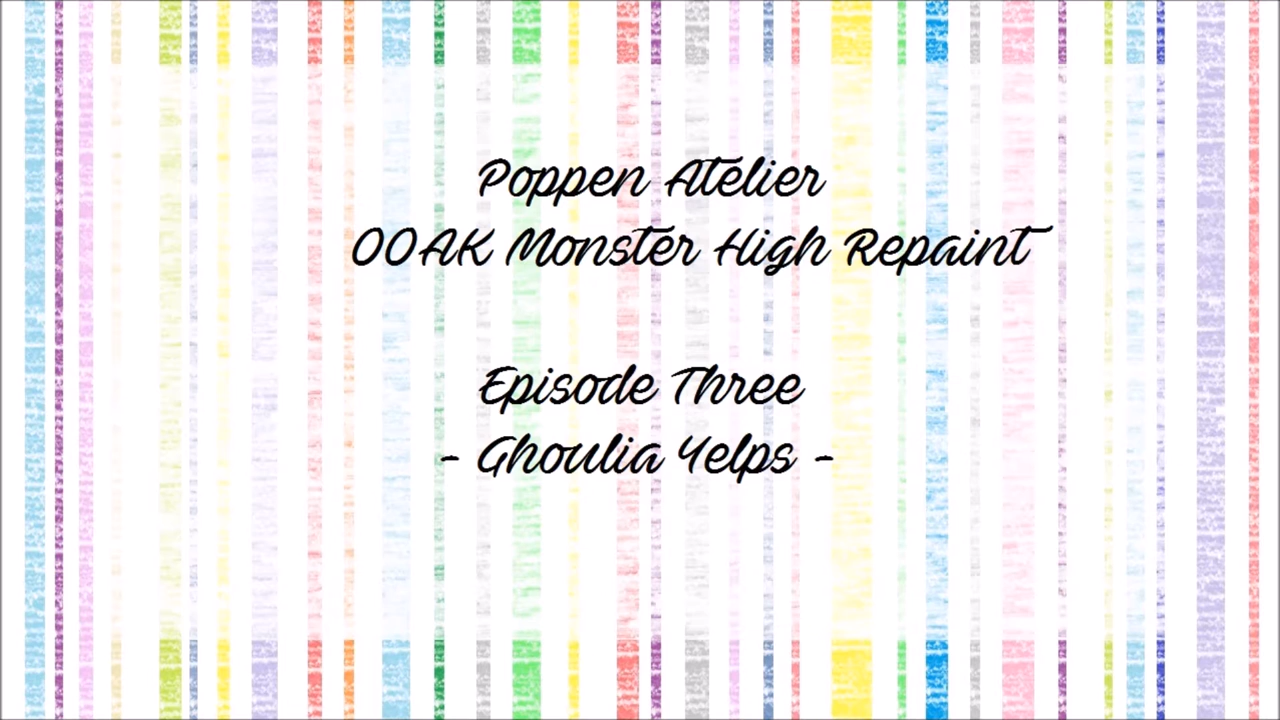 Poppen Atelier
OOAK Monster High Repaint
Episode Three
- Ghoulia Yelps -